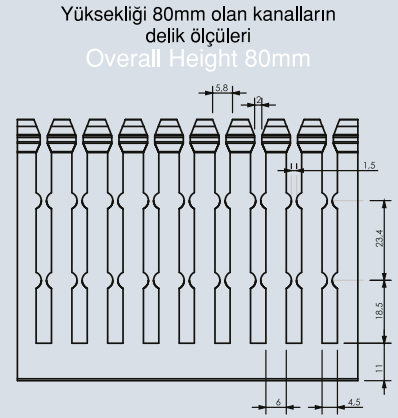 Yüksekliği 80mm olan kanalların
delik ölçüleri
Overall Height 80mm
5,8
2
1,5
23,4
18,5
11
6
4,5